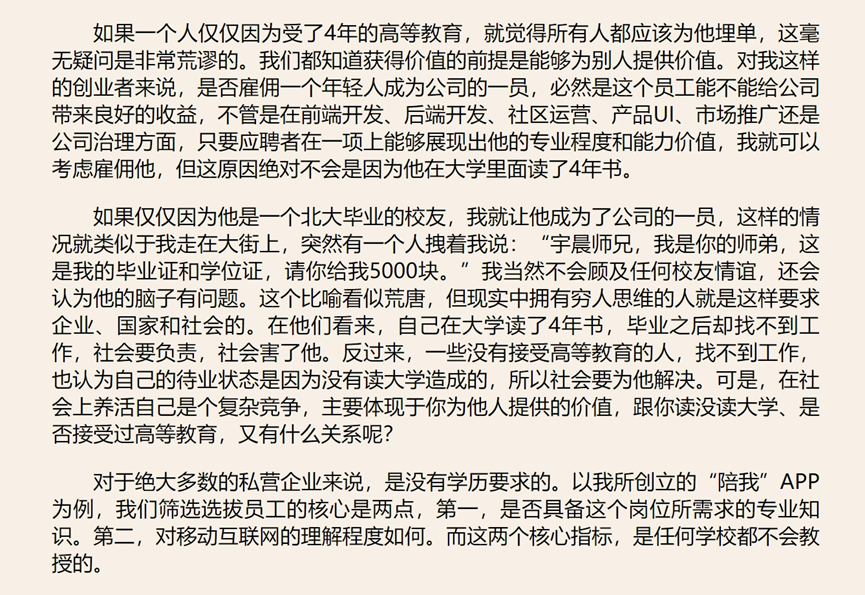 如果一个人仅仅因为受了4年的高等教育，就觉得所有人都应该为他埋单，这毫
无疑问是非常荒谬的。我们都知道获得价值的前提是能够为别人提供价值。对我这样
的创业者来说，是否雇佣一个年轻人成为公司的一员，必然是这个员工能不能给公司
带来良好的收益，不管是在前端开发、后端开发、社区运营、产品UI、市场推广还是
公司治理方面，只要应聘者在一项上能够展现出他的专业程度和能力价值，我就可以
考虑雇佣他，但这原因绝对不会是因为他在大学里面读了4年书。
如果仅仅因为他是一个北大毕业的校友，我就让他成为了公司的一员，这样的情
况就类似于我走在大街上，突然有一个人拽着我说：“宇晨师兄，我是你的师弟，这
是我的毕业证和学位证，请你给我5000块。”我当然不会顾及任何校友情谊，还会
认为他的脑子有问题。这个比喻看似荒唐，但现实中拥有穷人思维的人就是这样要求
企业、国家和社会的。在他们看来，自己在大学读了4年书，毕业之后却找不到工
作，社会要负责，社会害了他。反过来，一些没有接受高等教育的人，找不到工作，
也认为自己的待业状态是因为没有读大学造成的，所以社会要为他解决。可是，在社
会上养活自己是个复杂竞争，主要体现于你为他人提供的价值，跟你读没读大学、是
否接受过高等教育，又有什么关系呢？
对于绝大多数的私营企业来说，是没有学历要求的。以我所创立的“陪我”APP
为例，我们筛选选拔员工的核心是两点，第一，是否具备这个岗位所需求的专业知
识。第二，对移动互联网的理解程度如何。而这两个核心指标，是任何学校都不会教
授的。